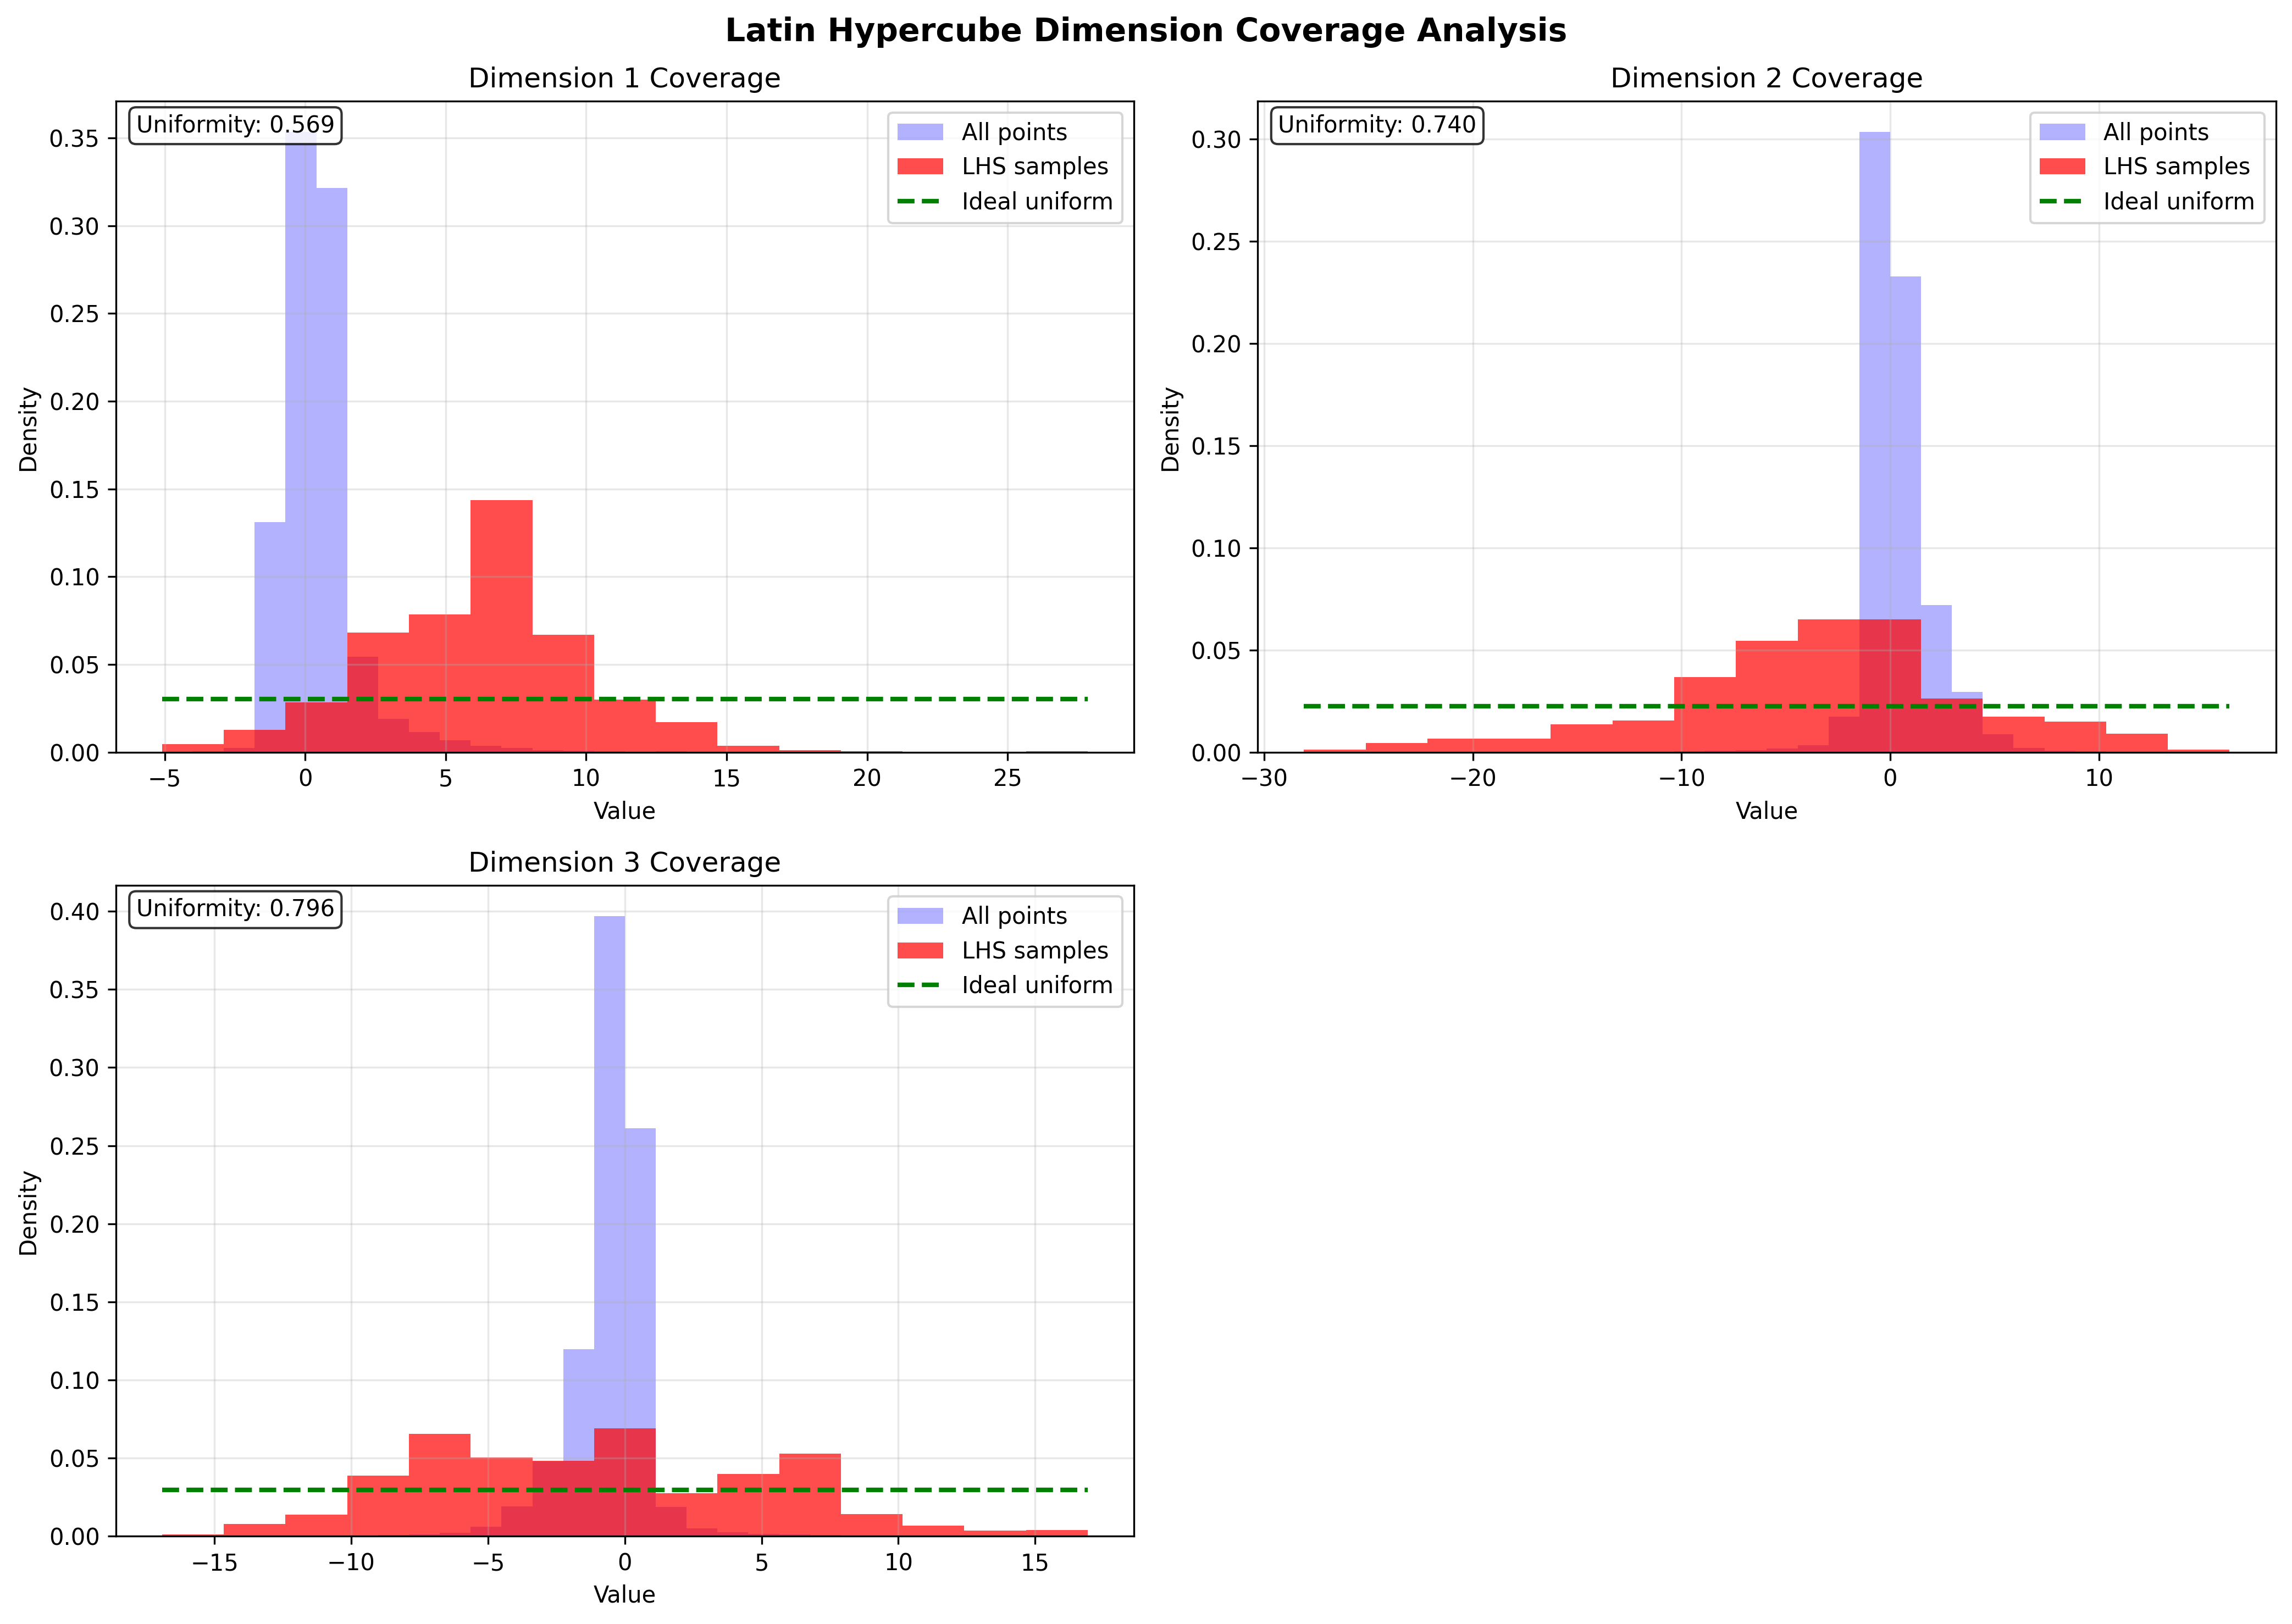 Latin Hypercube Dimension Coverage Analysis
Dimension 1 Coverage
Uniformity: 0.569
All points
LHS samples
Ideal uniform
0.35
0.30
0.25
0.20
0.15
0.10
0.05
0.00
Density
−5 0 5 10 15 20 25
Value
Dimension 2 Coverage
Uniformity: 0.740
All points
LHS samples
Ideal uniform
0.30
0.25
0.20
0.15
0.10
0.05
0.00
Density
−30 −20 −10 0 10
Value
Dimension 3 Coverage
Uniformity: 0.796
All points
LHS samples
Ideal uniform
0.40
0.35
0.30
0.25
0.20
0.15
0.10
0.05
0.00
Density
−15 −10 −5 0 5 10 15
Value